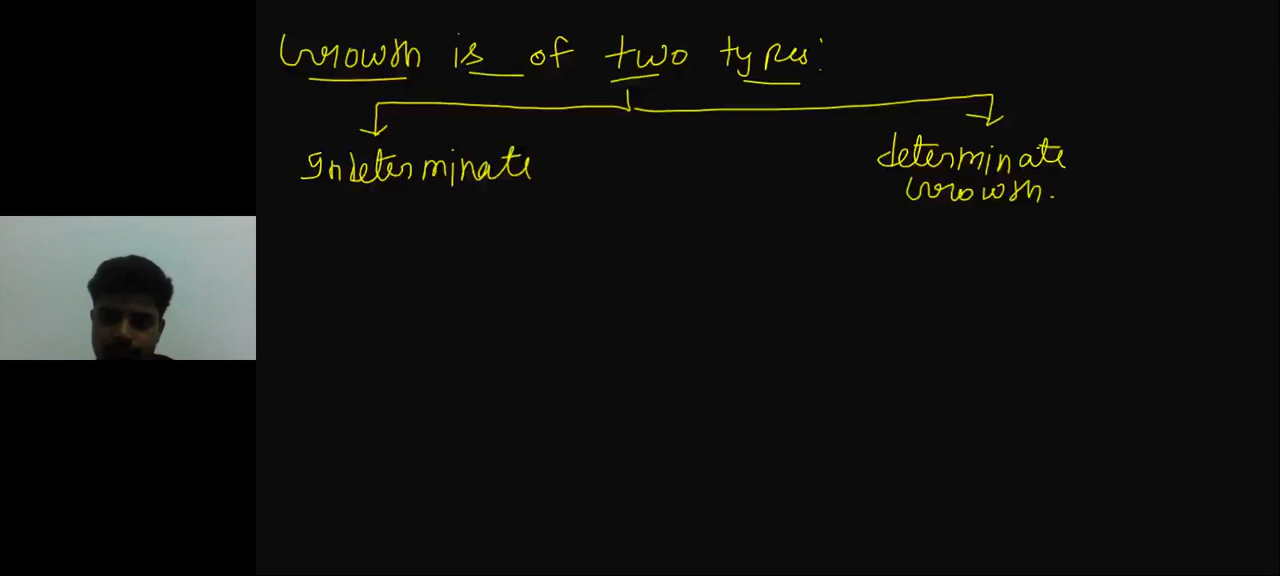 Growth is of two types:
Indeterminate
determinate
Growth.